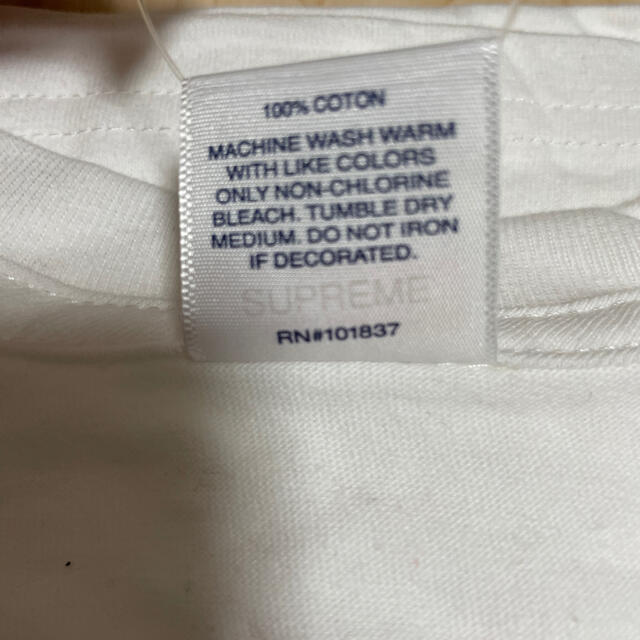 100% COTON
MACHINE WASH WARM
WITH LIKE COLORS
ONLY NON-CHLORINE
BLEACH. TUMBLE DRY
MEDIUM. DO NOT IRON
IF DECORATED.
SUPREME
RN#101837